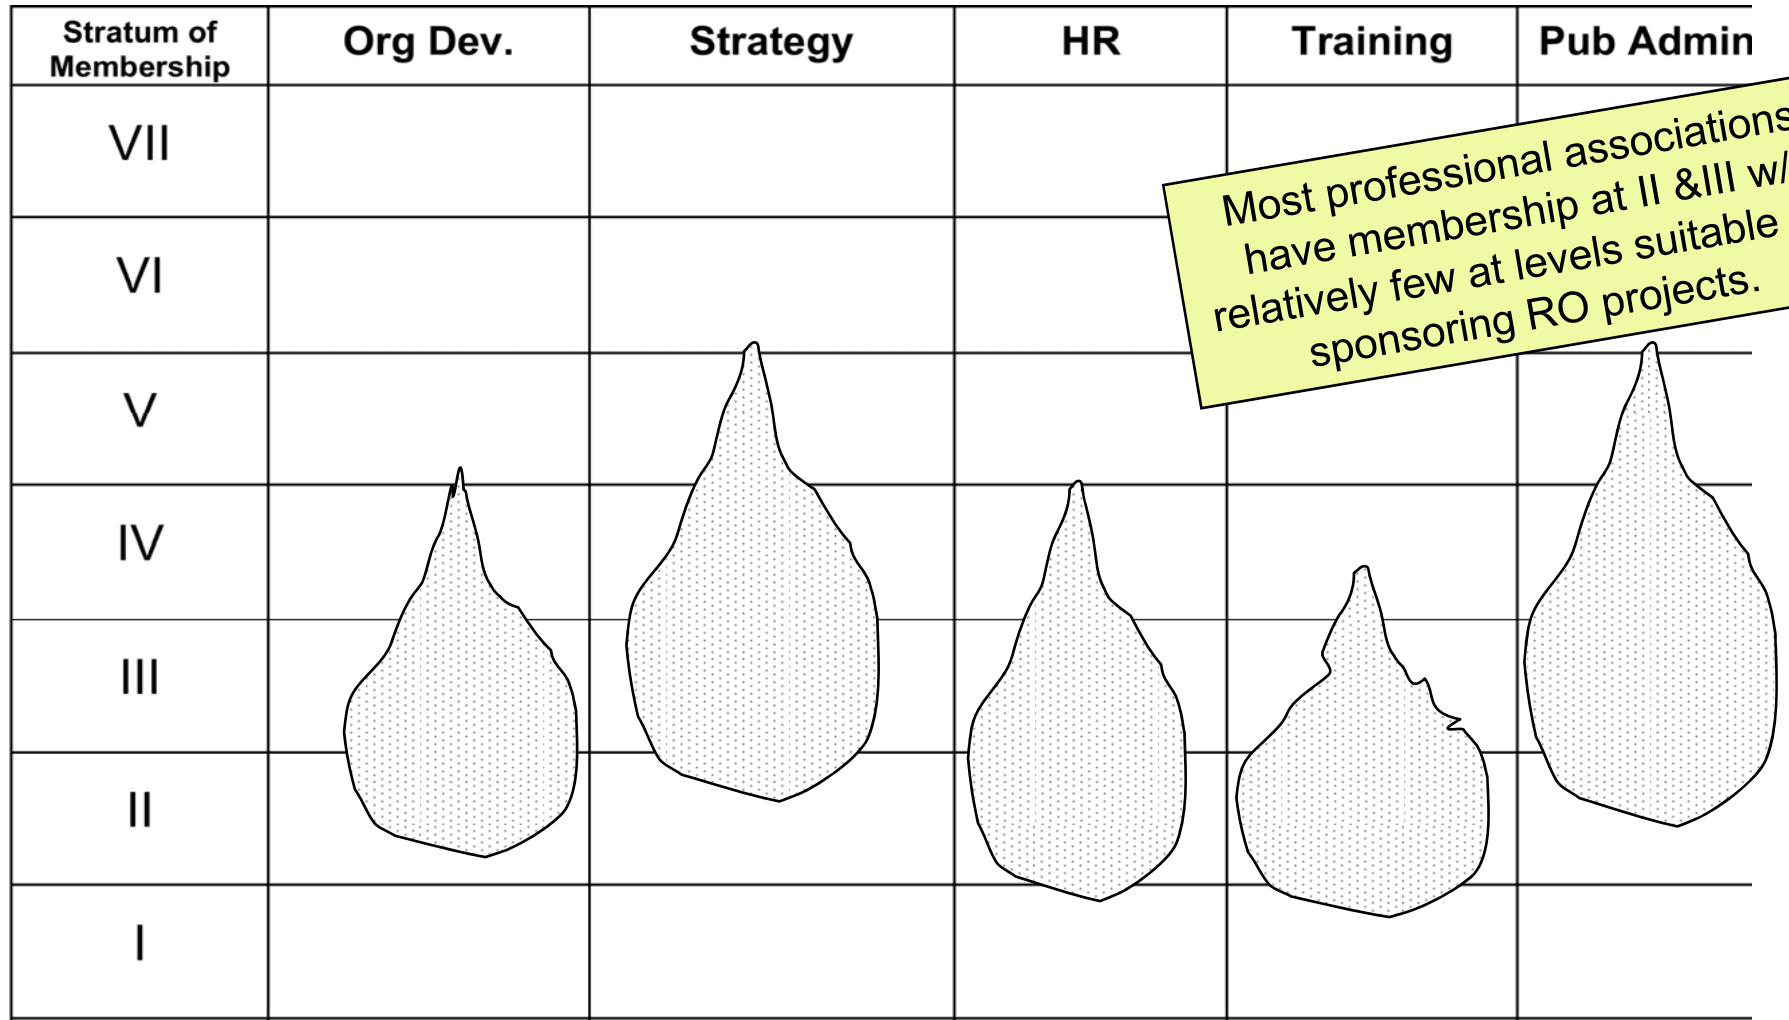 Stratum of
Membership
Org Dev.
Strategy
HR
Training
Pub Admin
VII
VI
V
IV
III
II
I
Most professional associations
have membership at II &III w/
relatively few at levels suitable
sponsoring RO projects.